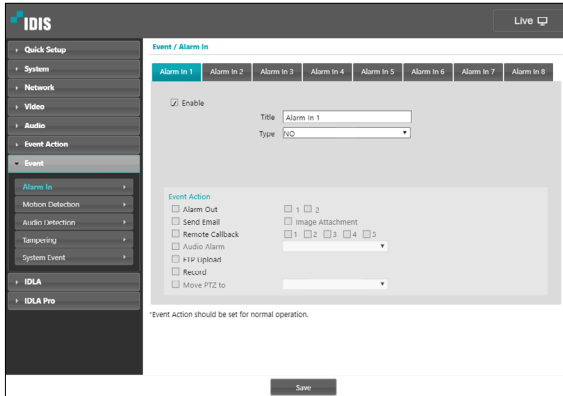 IDIS
Live
Quick Setup
System
Network
Video
Audio
Event Action
Event
Alarm In
Motion Detection
Audio Detection
Tampering
System Event
IDLA
IDLA Pro
Event / Alarm In
Alarm In 1 Alarm In 2 Alarm In 3 Alarm In 4 Alarm In 5 Alarm In 6 Alarm In 7 Alarm In 8
Enable
Title Alarm In 1
Type NO
Event Action
Alarm Out 1 2
Send Email Image Attachment
Remote Callback 1 2 3 4 5
Audio Alarm
FTP Upload
Record
Move PTZ to
*Event Action should be set for normal operation.
Save